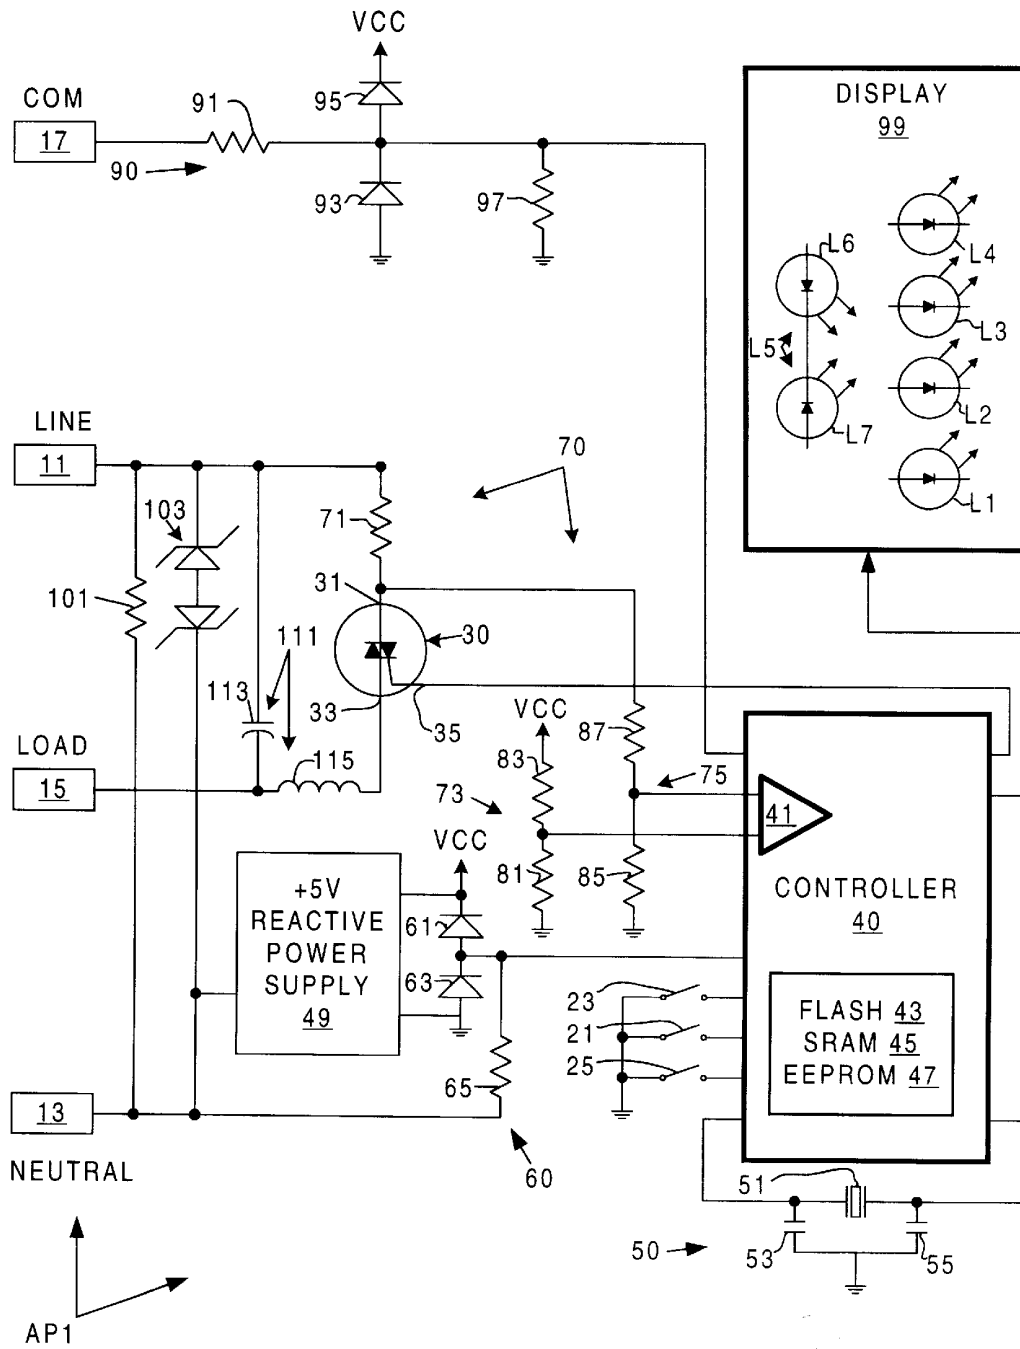 VCC
COM
17
91
95
90
93
97
DISPLAY
99
L6
L4
L3
L5
L2
L7
L1
LINE
11
70
103
71
101
31
30
111
113
33
35
VCC
87
LOAD
15
115
83
75
73
41
VCC
81
85
CONTROLLER
40
+5V
REACTIVE
POWER
SUPPLY
49
61
63
23
21
25
FLASH 43
SRAM 45
EEPROM 47
65
13
NEUTRAL
60
51
50
53
55
AP1